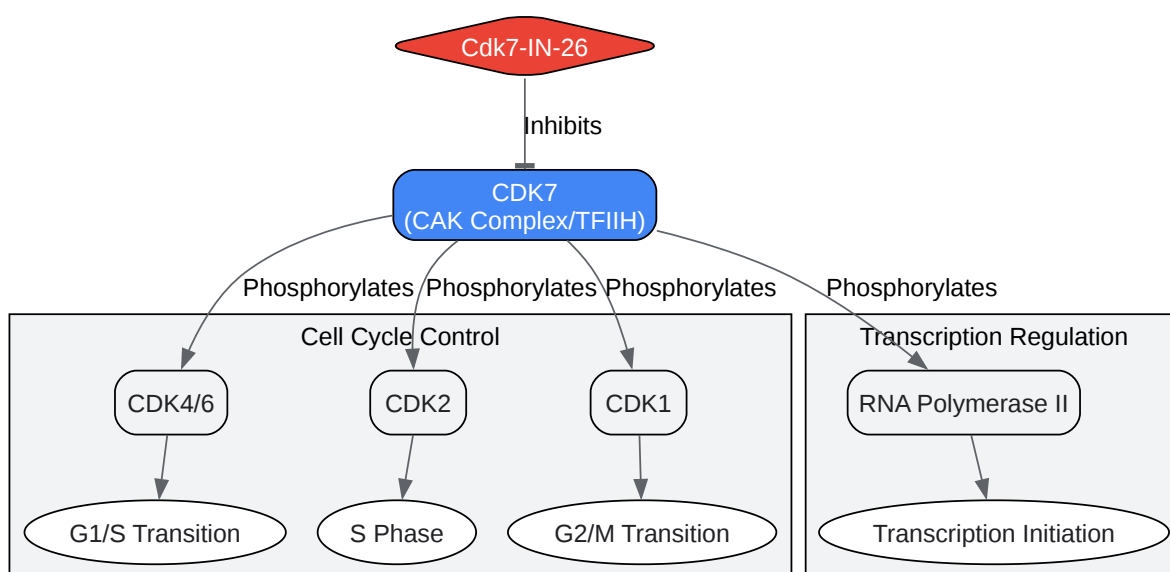 Cdk7-IN-26
Inhibits
CDK7
(CAK Complex/TFIIH)
Phosphorylates
Phosphorylates
Phosphorylates
Phosphorylates
Cell Cycle Control
Transcription Regulation
CDK4/6
CDK2
CDK1
RNA Polymerase II
G1/S Transition
S Phase
G2/M Transition
Transcription Initiation